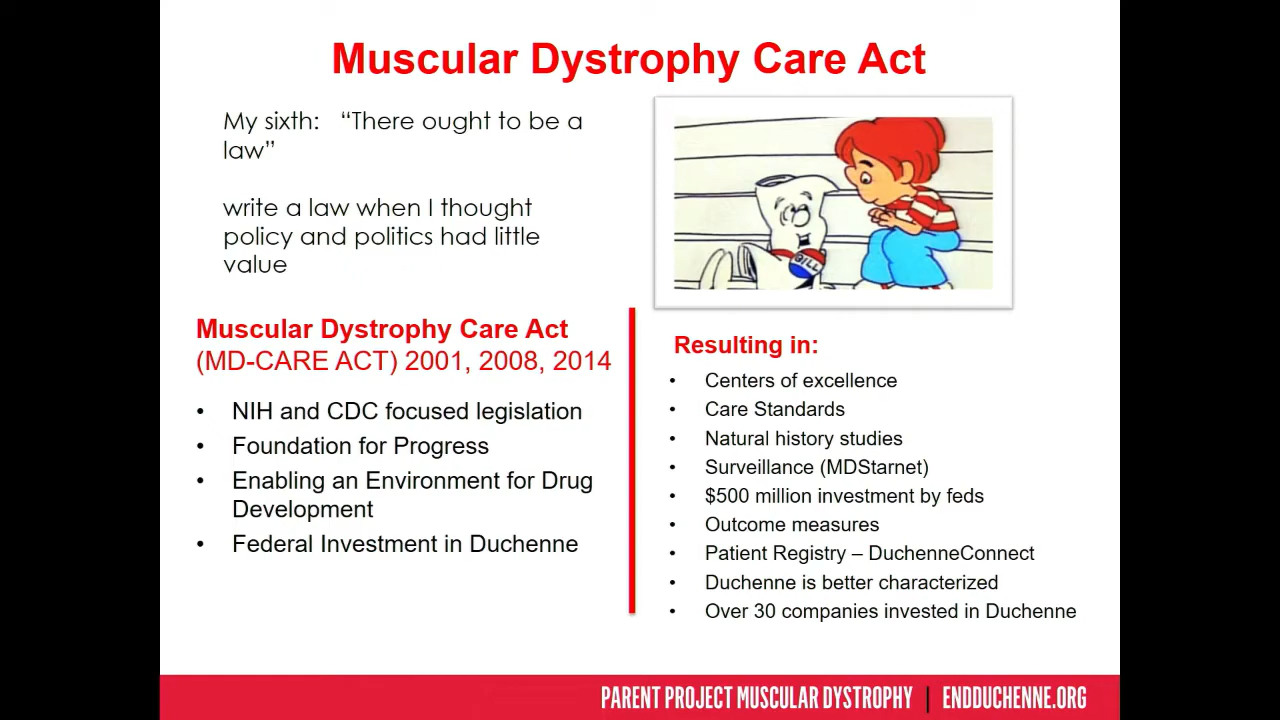 Muscular Dystrophy Care Act
My sixth: “There ought to be a
law”
write a law when I thought
policy and politics had little
value
BILL
Muscular Dystrophy Care Act
(MD-CARE ACT) 2001, 2008, 2014
• NIH and CDC focused legislation
• Foundation for Progress
• Enabling an Environment for Drug
Development
• Federal Investment in Duchenne
Resulting in:
• Centers of excellence
• Care Standards
• Natural history studies
• Surveillance (MDStarnet)
• $500 million investment by feds
• Outcome measures
• Patient Registry – DuchenneConnect
• Duchenne is better characterized
• Over 30 companies invested in Duchenne
PARENT PROJECT MUSCULAR DYSTROPHY | ENDDUCHENNE.ORG